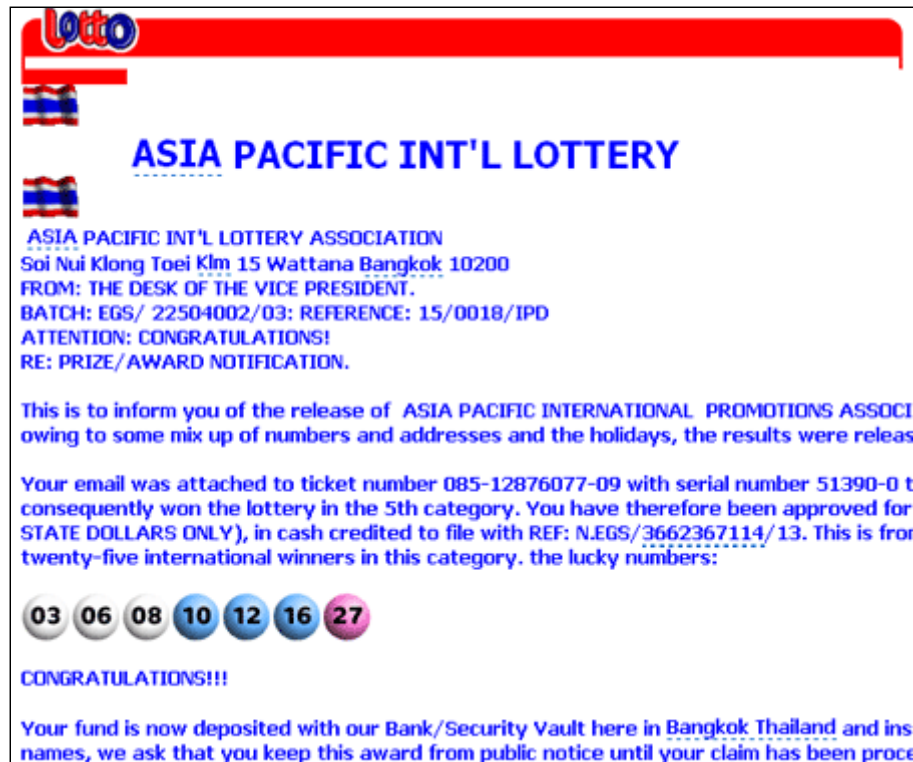 Lotto
ASIA PACIFIC INT'L LOTTERY
ASIA PACIFIC INT'L LOTTERY ASSOCIATION
Soi Nui Klong Toei Klm 15 Wattana Bangkok 10200
FROM: THE DESK OF THE VICE PRESIDENT.
BATCH: EGS/ 22504002/03: REFERENCE: 15/0018/IPD
ATTENTION: CONGRATULATIONS!
RE: PRIZE/AWARD NOTIFICATION.
This is to inform you of the release of ASIA PACIFIC INTERNATIONAL PROMOTIONS ASSOCI
owing to some mix up of numbers and addresses and the holidays, the results were releas
Your email was attached to ticket number 085-12876077-09 with serial number 51390-0 t
consequently won the lottery in the 5th category. You have therefore been approved for
STATE DOLLARS ONLY), in cash credited to file with REF: N.EGS/3662367114/13. This is from
twenty-five international winners in this category. the lucky numbers:
03 06 08 10 12 16 27
CONGRATULATIONS!!!
Your fund is now deposited with our Bank/Security Vault here in Bangkok Thailand and ins
names, we ask that you keep this award from public notice until your claim has been proce